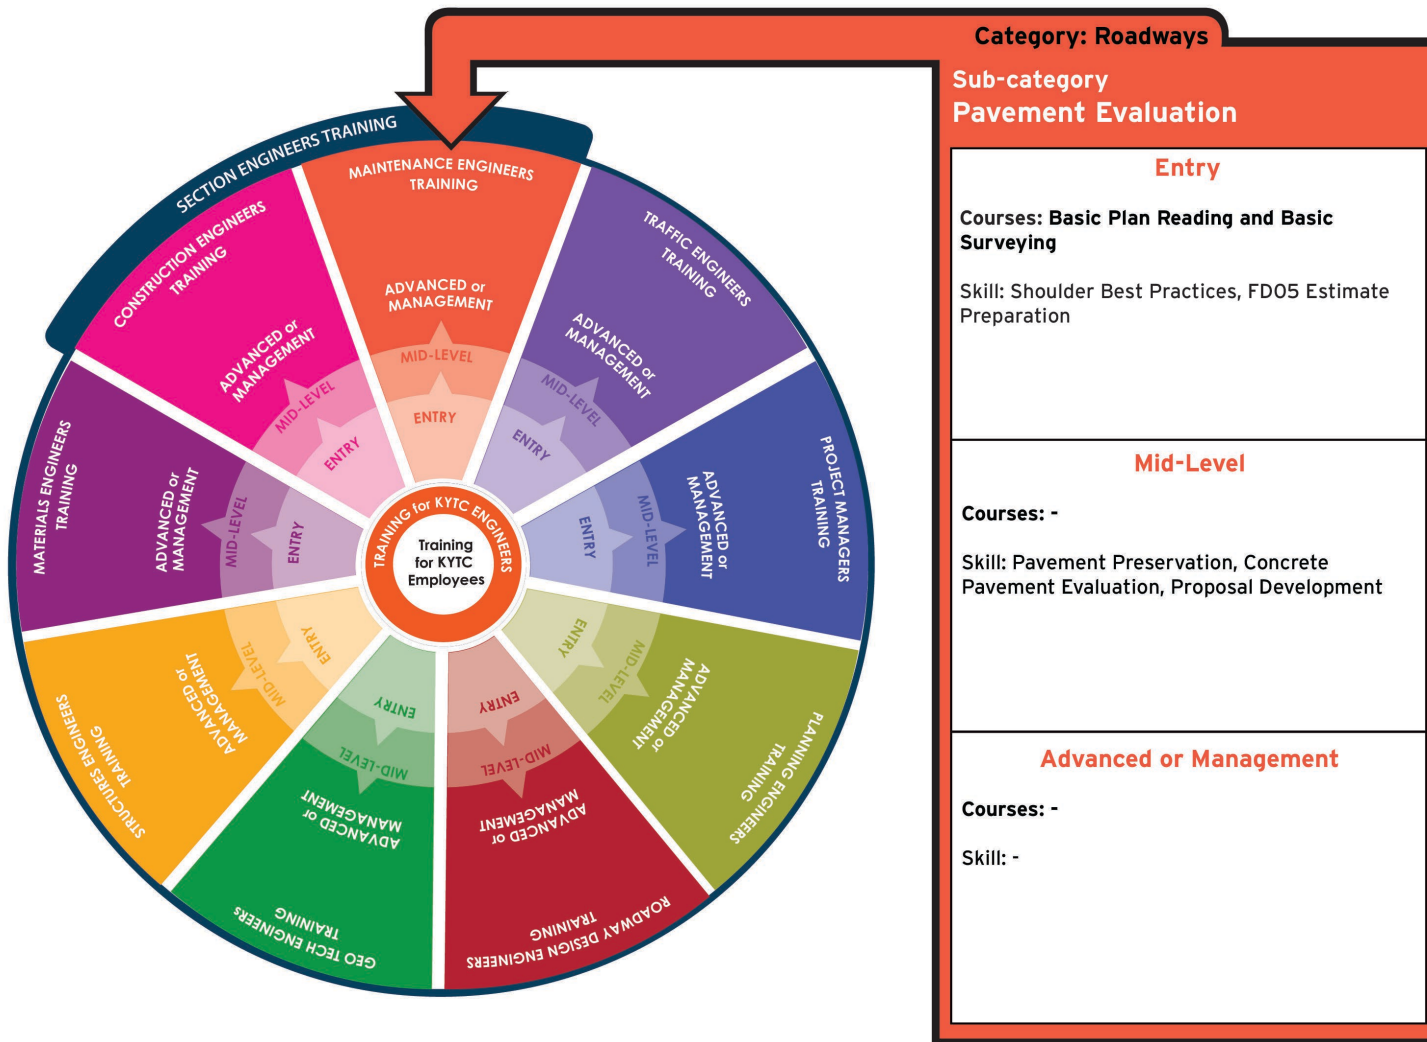 Category: Roadways
Sub-category
Pavement Evaluation
Entry
Courses: Basic Plan Reading and Basic
Surveying
Skill: Shoulder Best Practices, FD05 Estimate
Preparation
Mid-Level
Courses: -
Skill: Pavement Preservation, Concrete
Pavement Evaluation, Proposal Development
Advanced or Management
Courses: -
Skill: -
SECTION ENGINEERS TRAINING
MAINTENANCE ENGINEERS
TRAINING
ADVANCED or
MANAGEMENT
MID-LEVEL
ENTRY
TRAFFIC ENGINEERS
TRAINING
ADVANCED or
MANAGEMENT
MID-LEVEL
ENTRY
PROJECT MANAGERS
TRAINING
ADVANCED or
MANAGEMENT
MID-LEVEL
ENTRY
PLANNING ENGINEERS
TRAINING
ADVANCED or
MANAGEMENT
MID-LEVEL
ENTRY
ROADWAY DESIGN ENGINEERS
TRAINING
ADVANCED or
MANAGEMENT
MID-LEVEL
ENTRY
GEO TECH ENGINEERS
TRAINING
ADVANCED or
MANAGEMENT
MID-LEVEL
ENTRY
STRUCTURES ENGINEERS
TRAINING
ADVANCED or
MANAGEMENT
MID-LEVEL
ENTRY
MATERIALS ENGINEERS
TRAINING
ADVANCED or
MANAGEMENT
MID-LEVEL
ENTRY
CONSTRUCTION ENGINEERS
TRAINING
ADVANCED or
MANAGEMENT
MID-LEVEL
ENTRY
TRAINING for KYTC ENGINEERS
Training
for KYTC
Employees